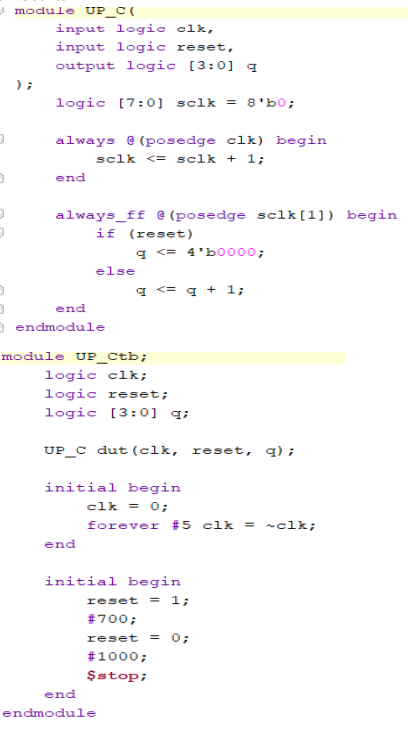 module UP_C(
    input logic clk,
    input logic reset,
    output logic [3:0] q
);
    logic [7:0] sclk = 8'b0;

    always @(posedge clk) begin
        sclk <= sclk + 1;
    end

    always_ff @(posedge sclk[1]) begin
        if (reset)
            q <= 4'b0000;
        else
            q <= q + 1;
    end
endmodule
module UP_Ctb;
    logic clk;
    logic reset;
    logic [3:0] q;

    UP_C dut(clk, reset, q);

    initial begin
        clk = 0;
        forever #5 clk = ~clk;
    end

    initial begin
        reset = 1;
        #700;
        reset = 0;
        #1000;
        $stop;
    end
endmodule